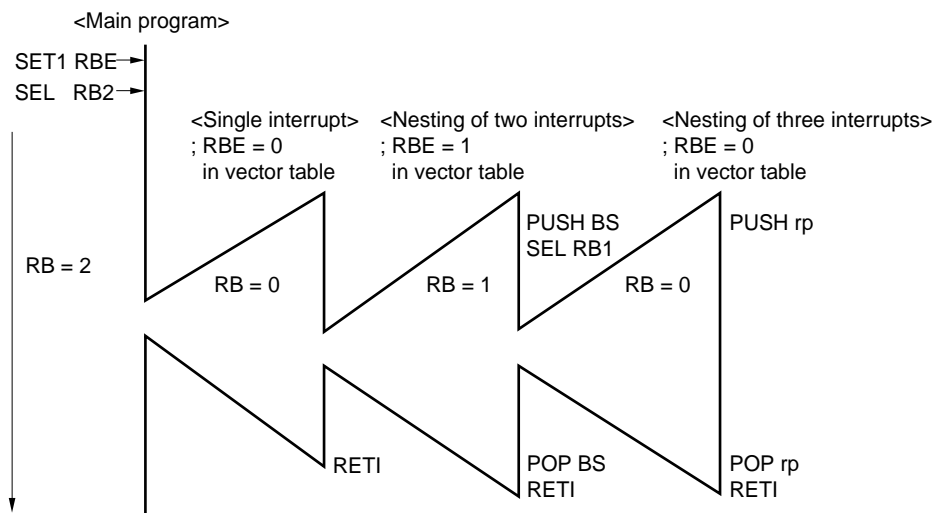 <Main program>
SET1 RBE
SEL RB2
<Single interrupt>
; RBE = 0
in vector table
<Nesting of two interrupts>
; RBE = 1
in vector table
<Nesting of three interrupts>
; RBE = 0
in vector table
PUSH BS
SEL RB1
PUSH rp
RB = 2
RB = 0
RB = 1
RB = 0
RETI
POP BS
RETI
POP rp
RETI